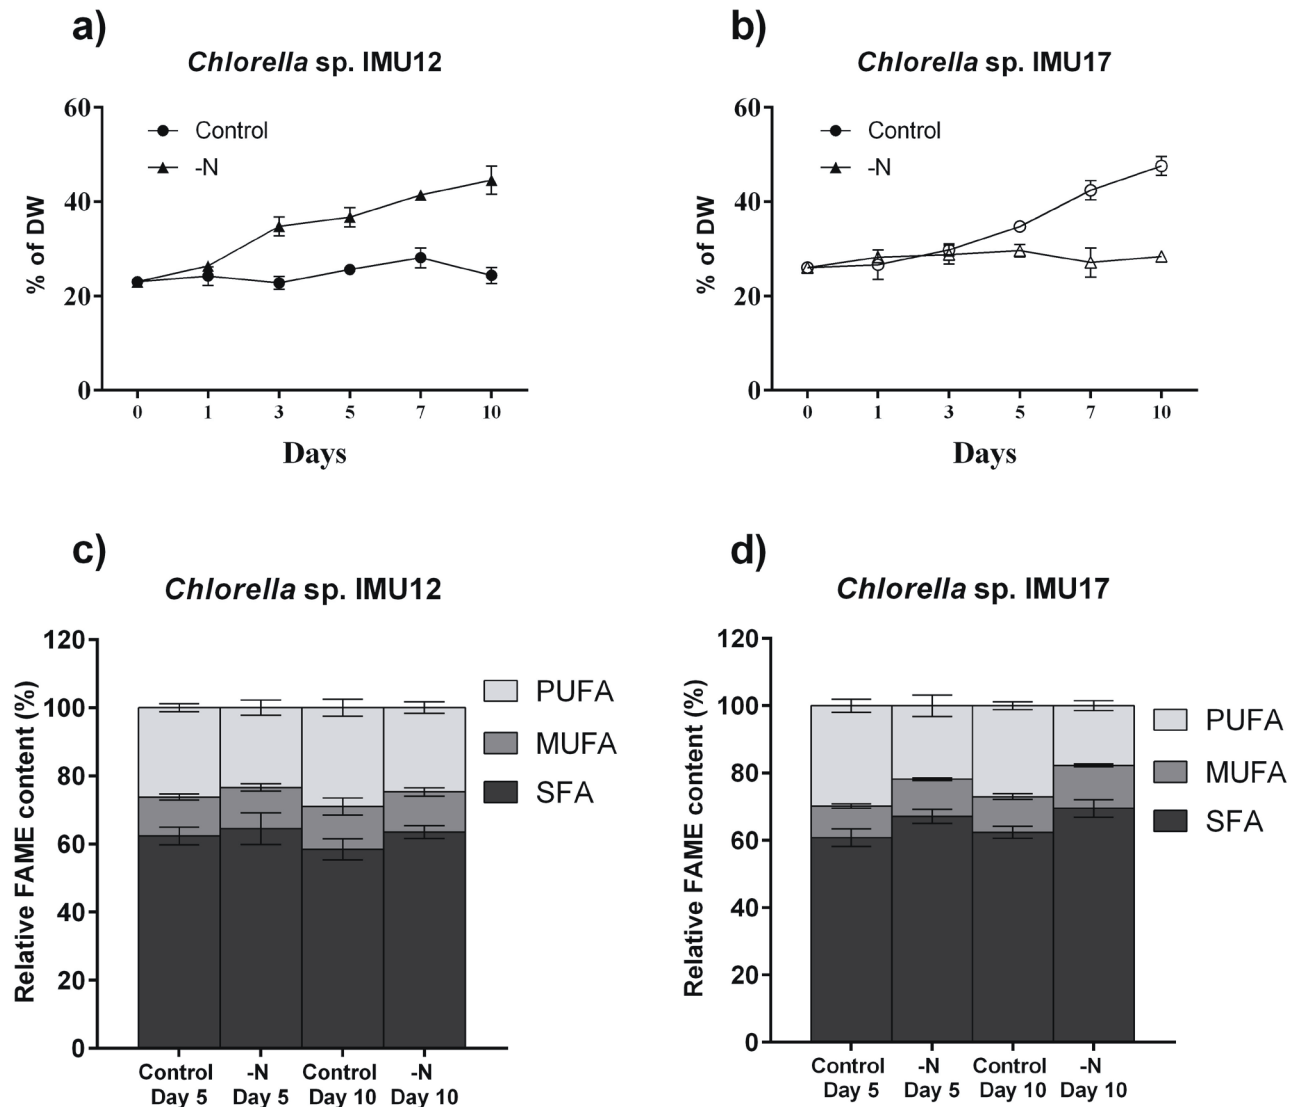 a)
Chlorella sp. IMU12
60
40
20
0
% of DW
Control
-N
0 1 3 5 7 10
Days
b)
Chlorella sp. IMU17
60
40
20
0
% of DW
Control
-N
0 1 3 5 7 10
Days
c)
Chlorella sp. IMU12
120
100
80
60
40
20
0
Relative FAME content (%)
PUFA
MUFA
SFA
Control -N Control -N
Day 5 Day 5 Day 10 Day 10
d)
Chlorella sp. IMU17
120
100
80
60
40
20
0
Relative FAME content (%)
PUFA
MUFA
SFA
Control -N Control -N
Day 5 Day 5 Day 10 Day 10